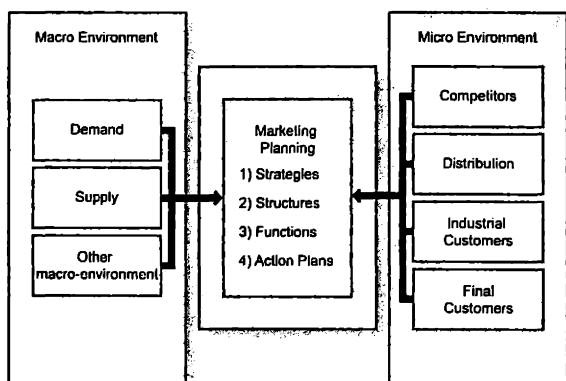 Macro Environment
Demand
Supply
Other
macro-environment
Marketing
Planning
1) Strategies
2) Structures
3) Functions
4) Action Plans
Micro Environment
Competitors
Distribution
Industrial
Customers
Final
Customers